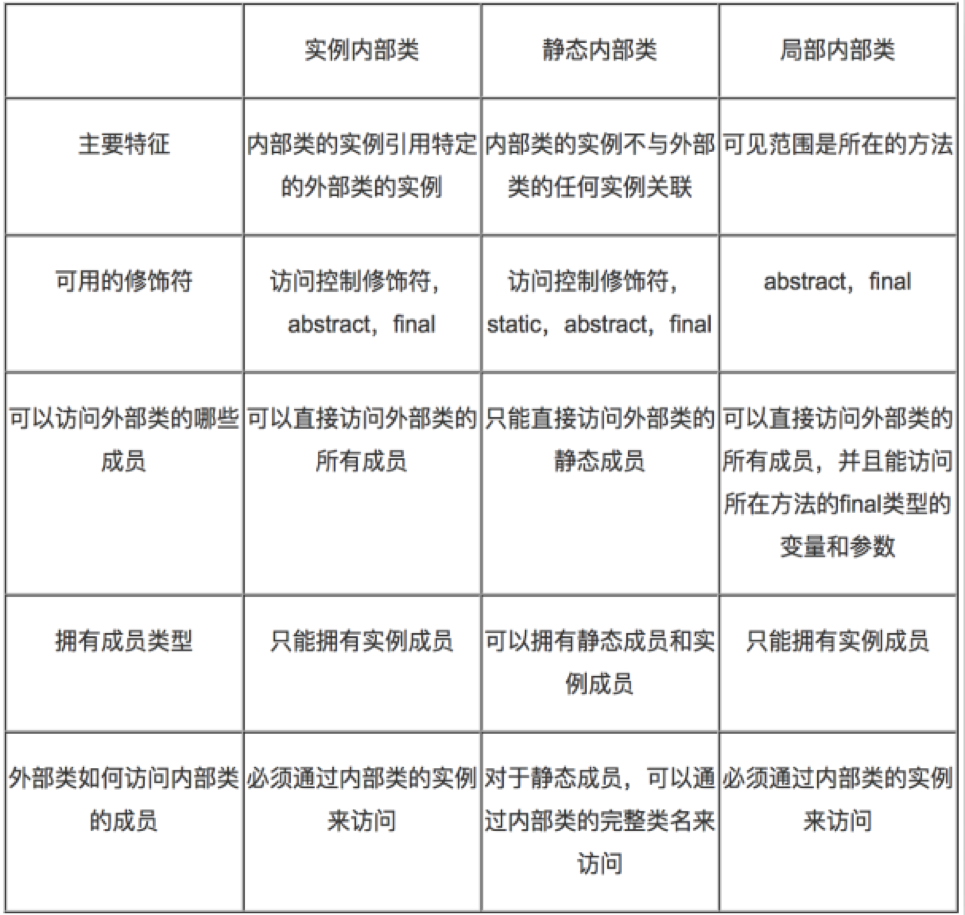 实例内部类
静态内部类
局部内部类
主要特征
内部类的实例引用特定
的外部类的实例
内部类的实例不与外部
类的任何实例关联
可见范围是所在的方法
可用的修饰符
访问控制修饰符，
abstract，final
访问控制修饰符，
static，abstract，final
abstract，final
可以访问外部类的哪些
成员
可以直接访问外部类的
所有成员
只能直接访问外部类的
静态成员
可以直接访问外部类的
所有成员，并且能访问
所在方法的final类型的
变量和参数
拥有成员类型
只能拥有实例成员
可以拥有静态成员和实
例成员
只能拥有实例成员
外部类如何访问内部类
的成员
必须通过内部类的实例
来访问
对于静态成员，可以通
过内部类的完整类名来
访问
必须通过内部类的实例
来访问